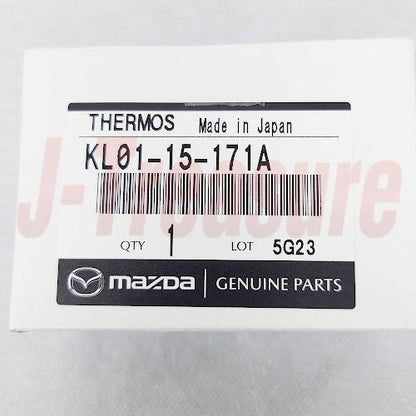 THERMOS Made in Japan
KL01-15-171A
J-Treasure
QTY 1 LOT 5G23
mazda GENUINE PARTS